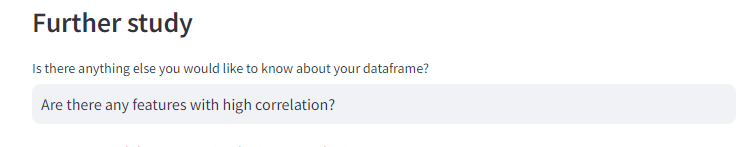 Further study
Is there anything else you would like to know about your dataframe?
Are there any features with high correlation?